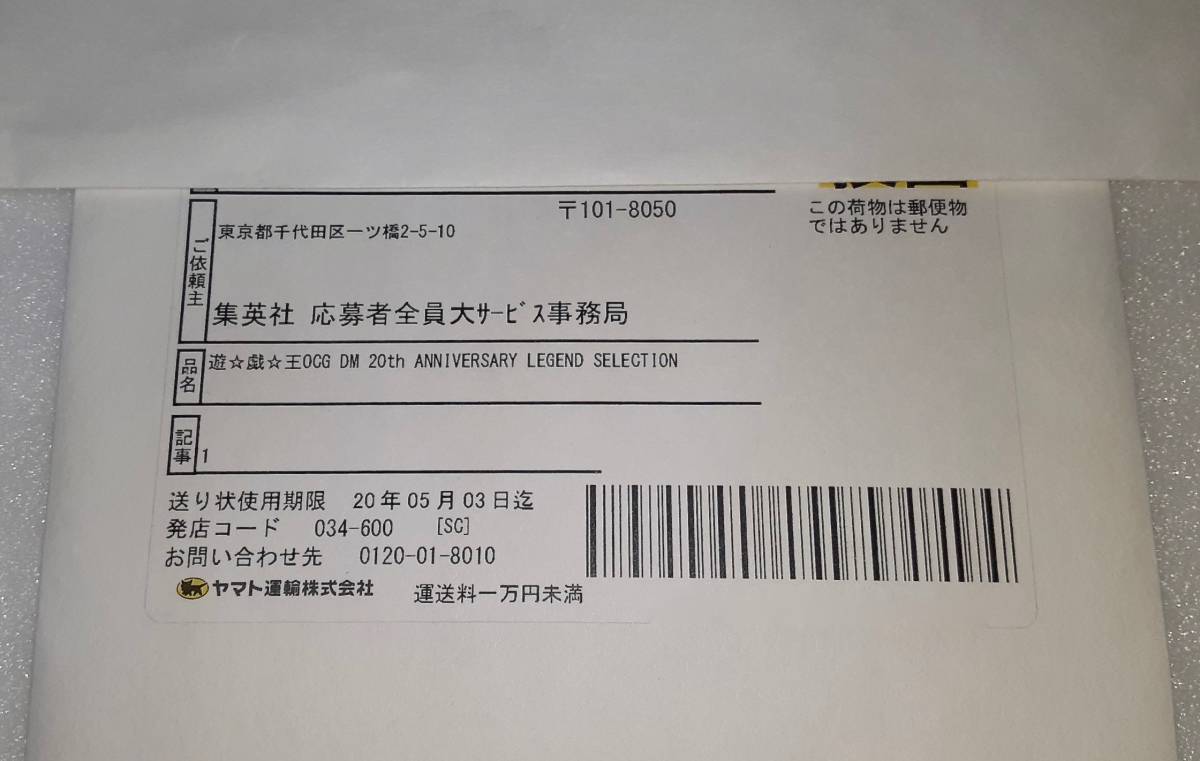 〒101-8050
この荷物は郵便物
ではありません
ご依頼主
東京都千代田区一ツ橋2-5-10
集英社 応募者全員大ｻｰﾋﾞｽ事務局
品名
遊☆戯☆王OCG DM 20th ANNIVERSARY LEGEND SELECTION
記事
1
送り状使用期限 20年05月03日迄
発店コード 034-600 [SC]
お問い合わせ先 0120-01-8010
ヤマト運輸株式会社 運送料一万円未満